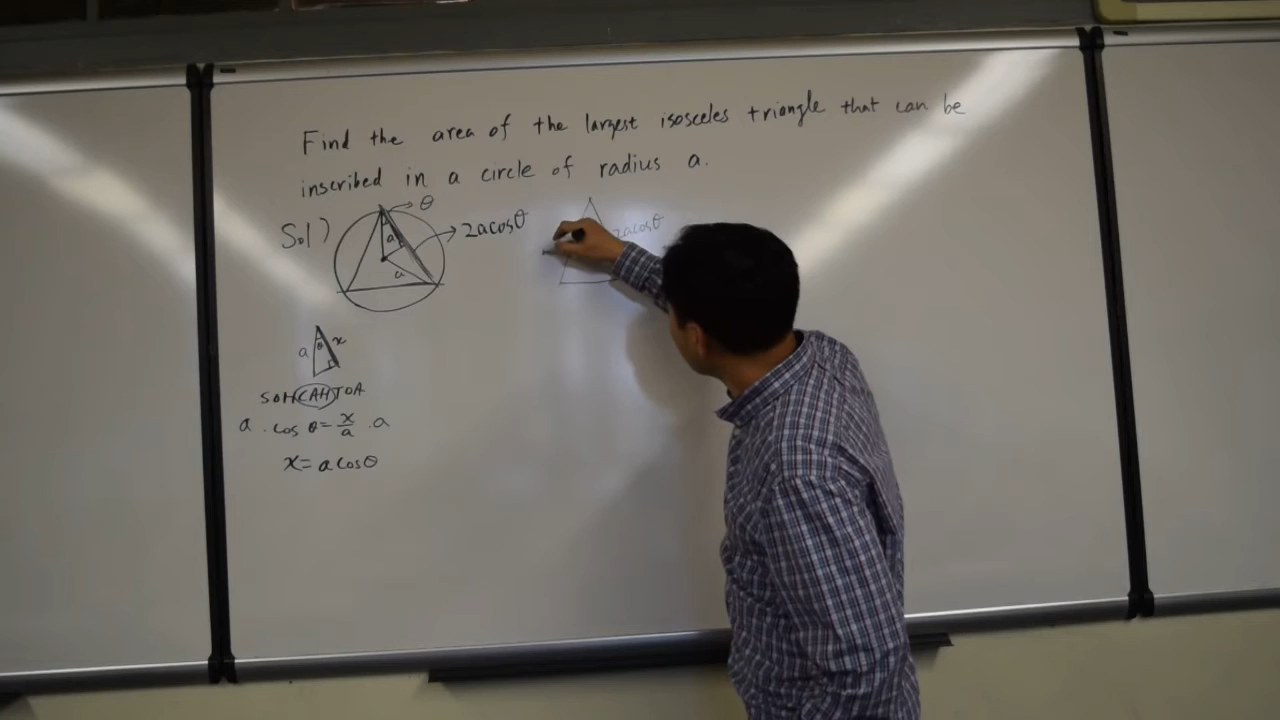 Find the area of the largest isosceles triangle that can be
inscribed in a circle of radius a.
Sol)
θ
a
a
2acosθ
2acosθ
a θ x
SOHCAHTOA
a . cos θ = x/a . a
x = a cosθ